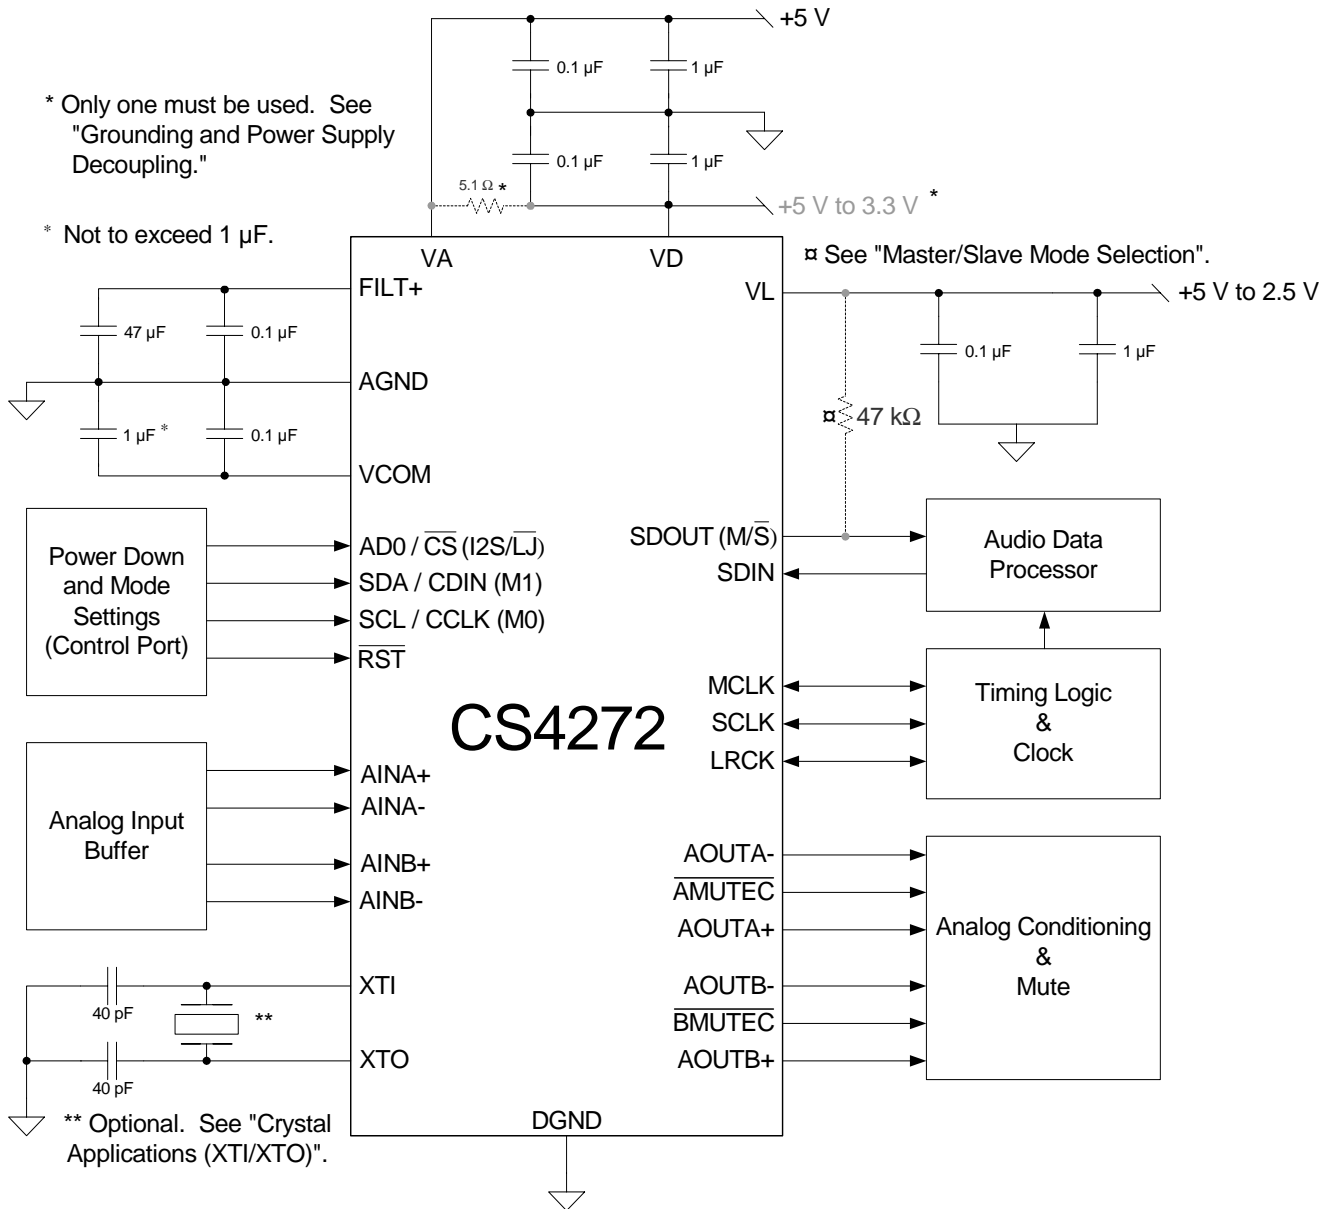 +5 V
0.1 µF
1 µF
* Only one must be used. See
"Grounding and Power Supply
Decoupling."
0.1 µF
1 µF
5.1 Ω *
+5 V to 3.3 V *
* Not to exceed 1 µF.
VA
VD
¤ See "Master/Slave Mode Selection".
FILT+
VL
+5 V to 2.5 V
47 µF
0.1 µF
0.1 µF
1 µF
AGND
¤ 47 kΩ
1 µF *
0.1 µF
VCOM
Power Down
and Mode
Settings
(Control Port)
AD0 / C̅S̅ (I2S/L̅J̅)
SDA / CDIN (M1)
SCL / CCLK (M0)
R̅S̅T̅
SDOUT (M/S̅)
SDIN
Audio Data
Processor
CS4272
MCLK
SCLK
LRCK
Timing Logic
&
Clock
Analog Input
Buffer
AINA+
AINA-
AINB+
AINB-
AOUTA-
A̅M̅U̅T̅E̅C̅
AOUTA+
AOUTB-
B̅M̅U̅T̅E̅C̅
AOUTB+
Analog Conditioning
&
Mute
XTI
40 pF
**
XTO
40 pF
** Optional. See "Crystal
Applications (XTI/XTO)".
DGND